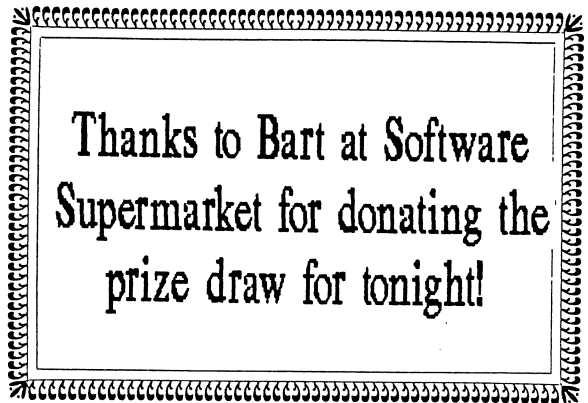 Thanks to Bart at Software
Supermarket for donating the
prize draw for tonight!